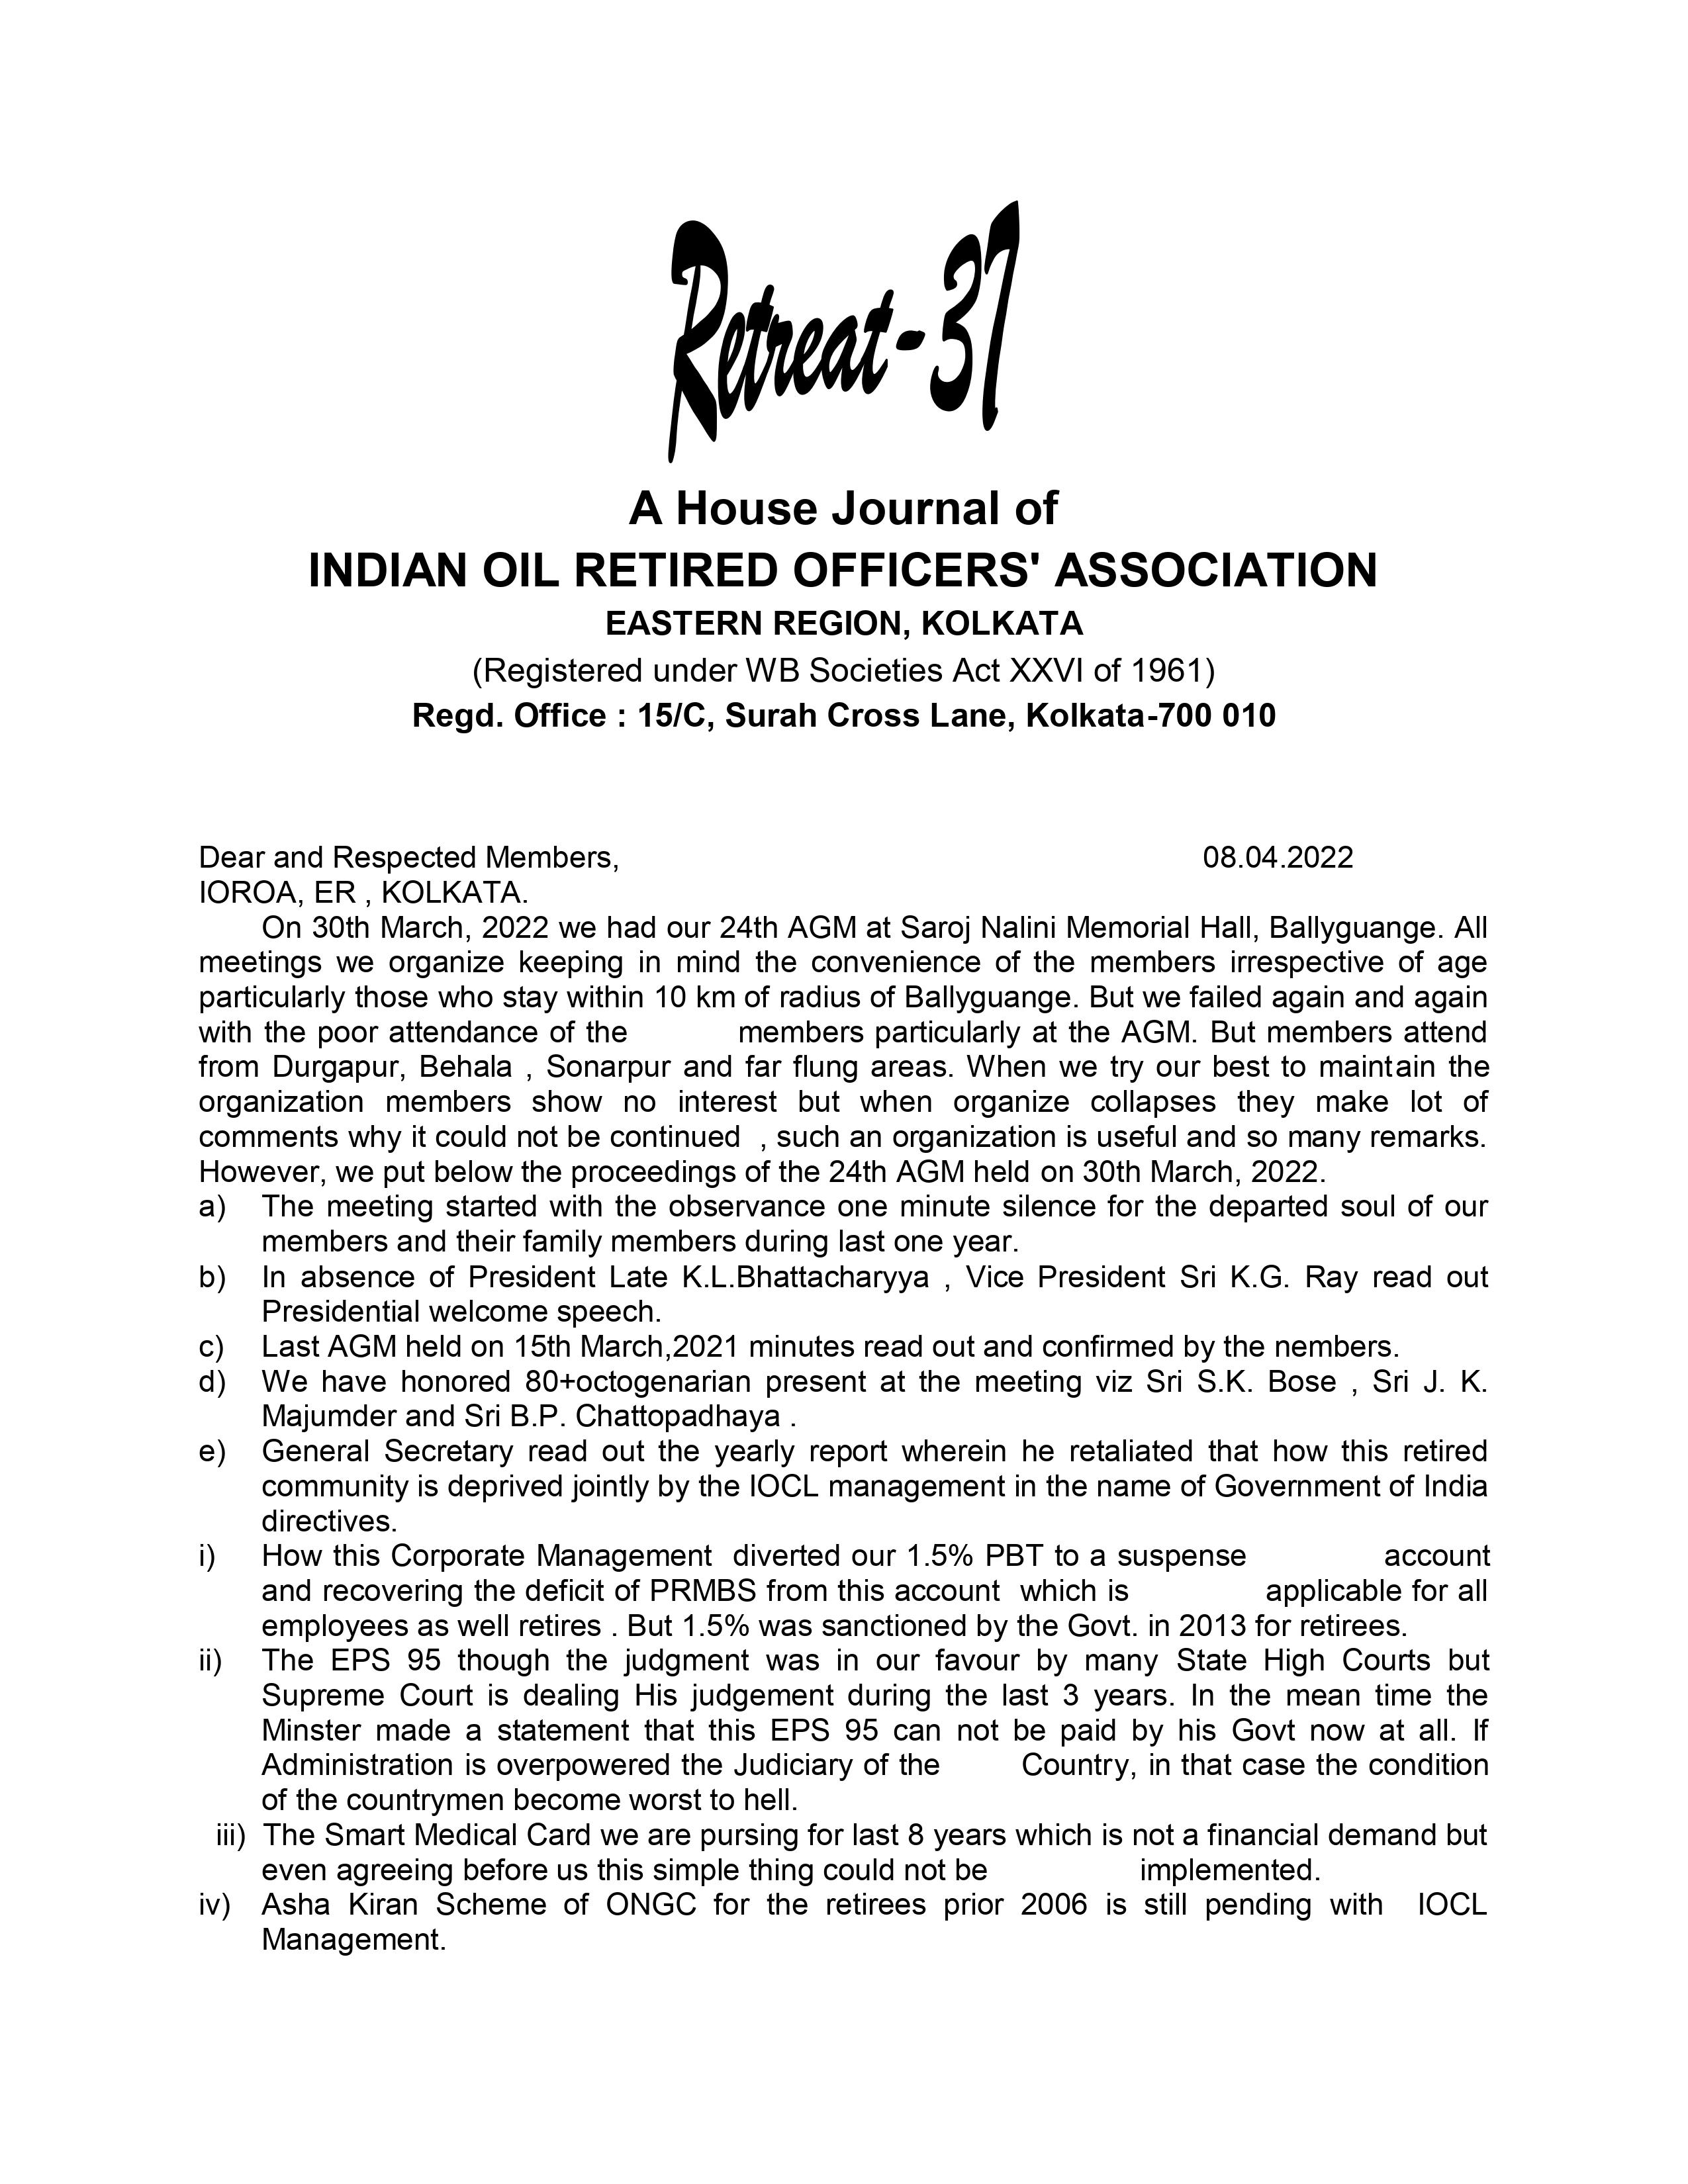 Retreat-37
A House Journal of
INDIAN OIL RETIRED OFFICERS' ASSOCIATION
EASTERN REGION, KOLKATA
(Registered under WB Societies Act XXVI of 1961)
Regd. Office : 15/C, Surah Cross Lane, Kolkata-700 010
Dear and Respected Members, 08.04.2022
IOROA, ER , KOLKATA.
On 30th March, 2022 we had our 24th AGM at Saroj Nalini Memorial Hall, Ballyguange. All
meetings we organize keeping in mind the convenience of the members irrespective of age
particularly those who stay within 10 km of radius of Ballyguange. But we failed again and again
with the poor attendance of the members particularly at the AGM. But members attend
from Durgapur, Behala , Sonarpur and far flung areas. When we try our best to maintain the
organization members show no interest but when organize collapses they make lot of
comments why it could not be continued , such an organization is useful and so many remarks.
However, we put below the proceedings of the 24th AGM held on 30th March, 2022.
a) The meeting started with the observance one minute silence for the departed soul of our
members and their family members during last one year.
b) In absence of President Late K.L.Bhattacharyya , Vice President Sri K.G. Ray read out
Presidential welcome speech.
c) Last AGM held on 15th March,2021 minutes read out and confirmed by the nembers.
d) We have honored 80+octogenarian present at the meeting viz Sri S.K. Bose , Sri J. K.
Majumder and Sri B.P. Chattopadhaya .
e) General Secretary read out the yearly report wherein he retaliated that how this retired
community is deprived jointly by the IOCL management in the name of Government of India
directives.
i) How this Corporate Management diverted our 1.5% PBT to a suspense account
and recovering the deficit of PRMBS from this account which is applicable for all
employees as well retires . But 1.5% was sanctioned by the Govt. in 2013 for retirees.
ii) The EPS 95 though the judgment was in our favour by many State High Courts but
Supreme Court is dealing His judgement during the last 3 years. In the mean time the
Minster made a statement that this EPS 95 can not be paid by his Govt now at all. If
Administration is overpowered the Judiciary of the Country, in that case the condition
of the countrymen become worst to hell.
iii) The Smart Medical Card we are pursing for last 8 years which is not a financial demand but
even agreeing before us this simple thing could not be implemented.
iv) Asha Kiran Scheme of ONGC for the retirees prior 2006 is still pending with IOCL
Management.